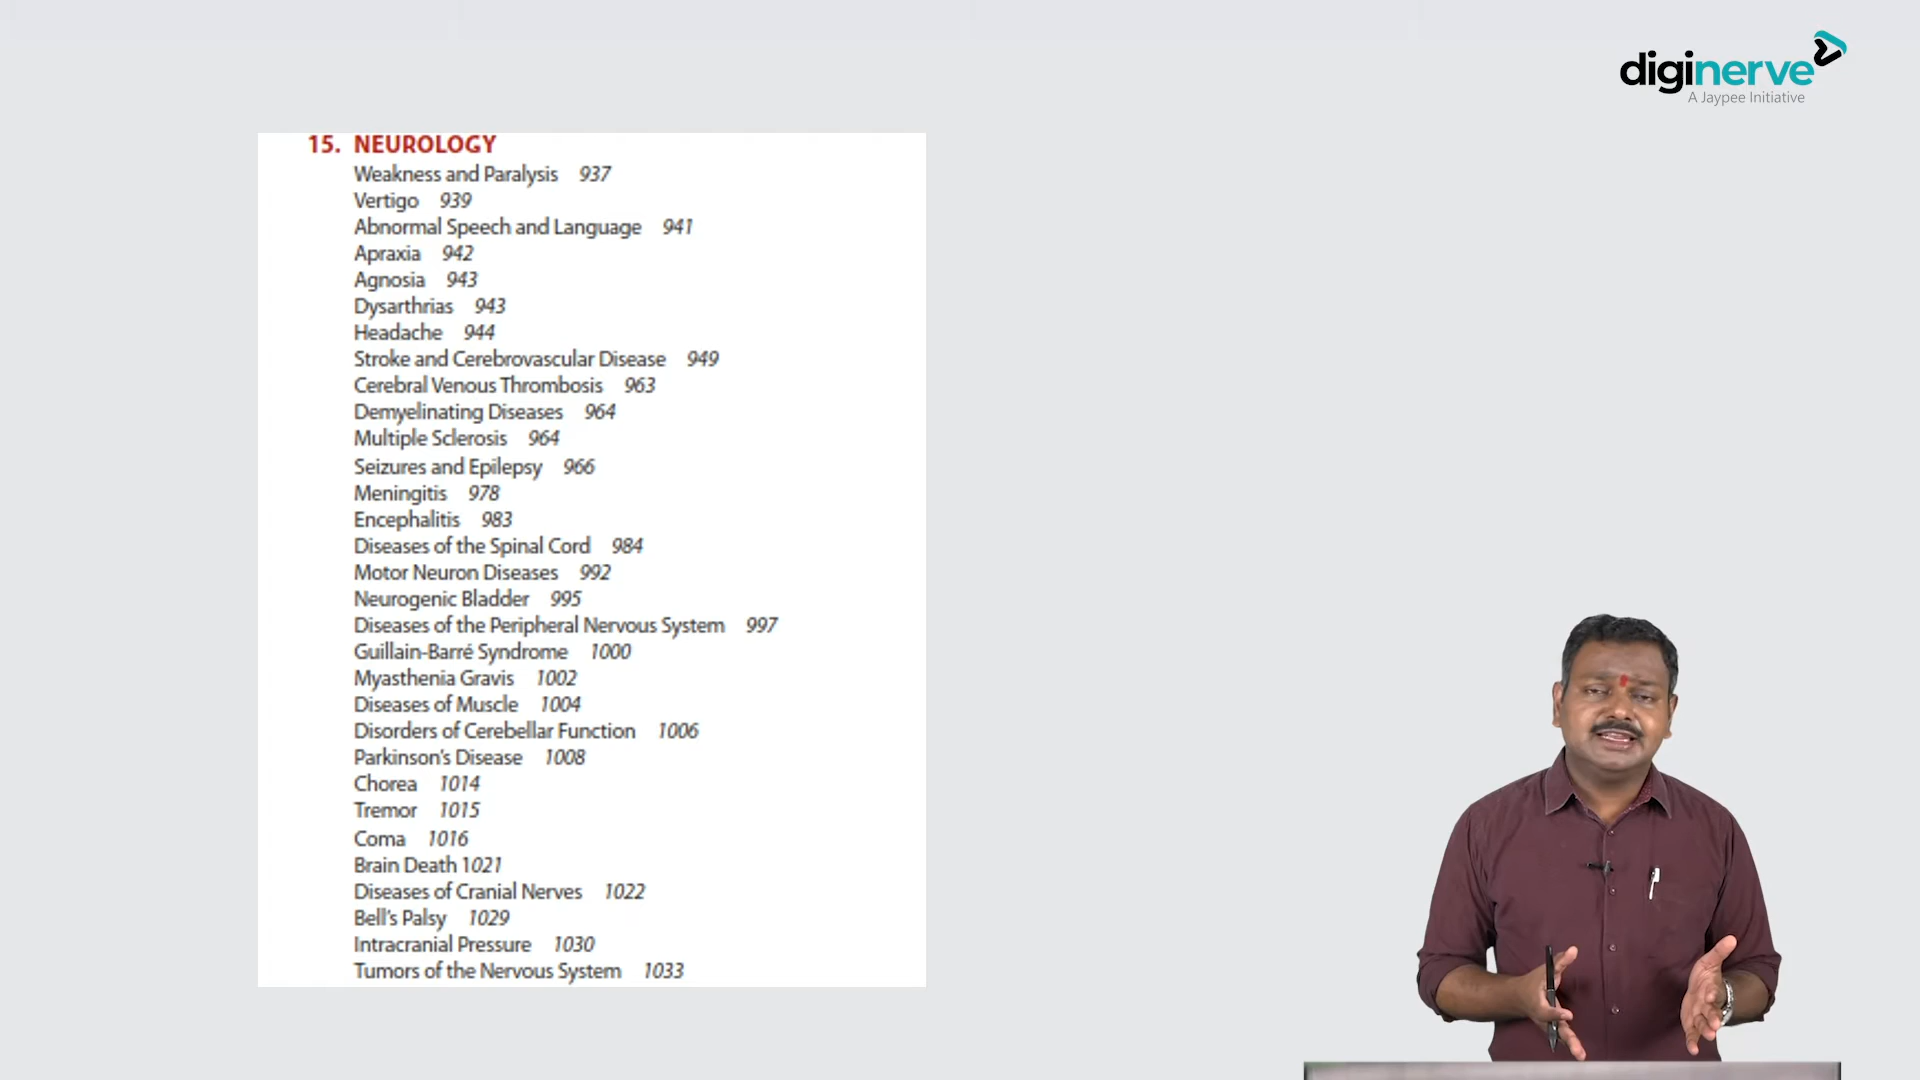 diginerve
A Jaypee Initiative
15. NEUROLOGY
Weakness and Paralysis 937
Vertigo 939
Abnormal Speech and Language 941
Apraxia 942
Agnosia 943
Dysarthrias 943
Headache 944
Stroke and Cerebrovascular Disease 949
Cerebral Venous Thrombosis 963
Demyelinating Diseases 964
Multiple Sclerosis 964
Seizures and Epilepsy 966
Meningitis 978
Encephalitis 983
Diseases of the Spinal Cord 984
Motor Neuron Diseases 992
Neurogenic Bladder 995
Diseases of the Peripheral Nervous System 997
Guillain-Barré Syndrome 1000
Myasthenia Gravis 1002
Diseases of Muscle 1004
Disorders of Cerebellar Function 1006
Parkinson's Disease 1008
Chorea 1014
Tremor 1015
Coma 1016
Brain Death 1021
Diseases of Cranial Nerves 1022
Bell's Palsy 1029
Intracranial Pressure 1030
Tumors of the Nervous System 1033